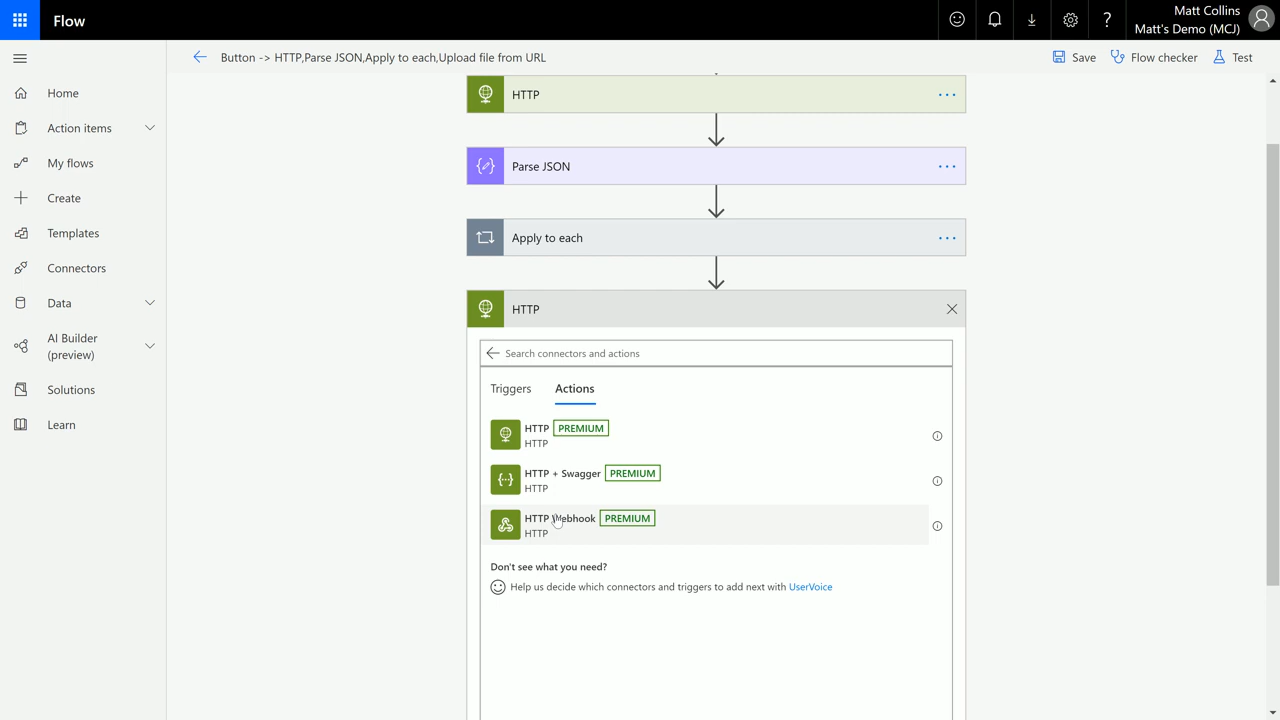 Flow
Matt Collins
Matt's Demo (MCJ)
Button -> HTTP,Parse JSON,Apply to each,Upload file from URL
Save
Flow checker
Test
Home
Action items
My flows
Create
Templates
Connectors
Data
AI Builder
(preview)
Solutions
Learn
HTTP
Parse JSON
Apply to each
HTTP
Search connectors and actions
Triggers
Actions
HTTP PREMIUM
HTTP
HTTP + Swagger PREMIUM
HTTP
HTTP Webhook PREMIUM
HTTP
Don't see what you need?
Help us decide which connectors and triggers to add next with UserVoice